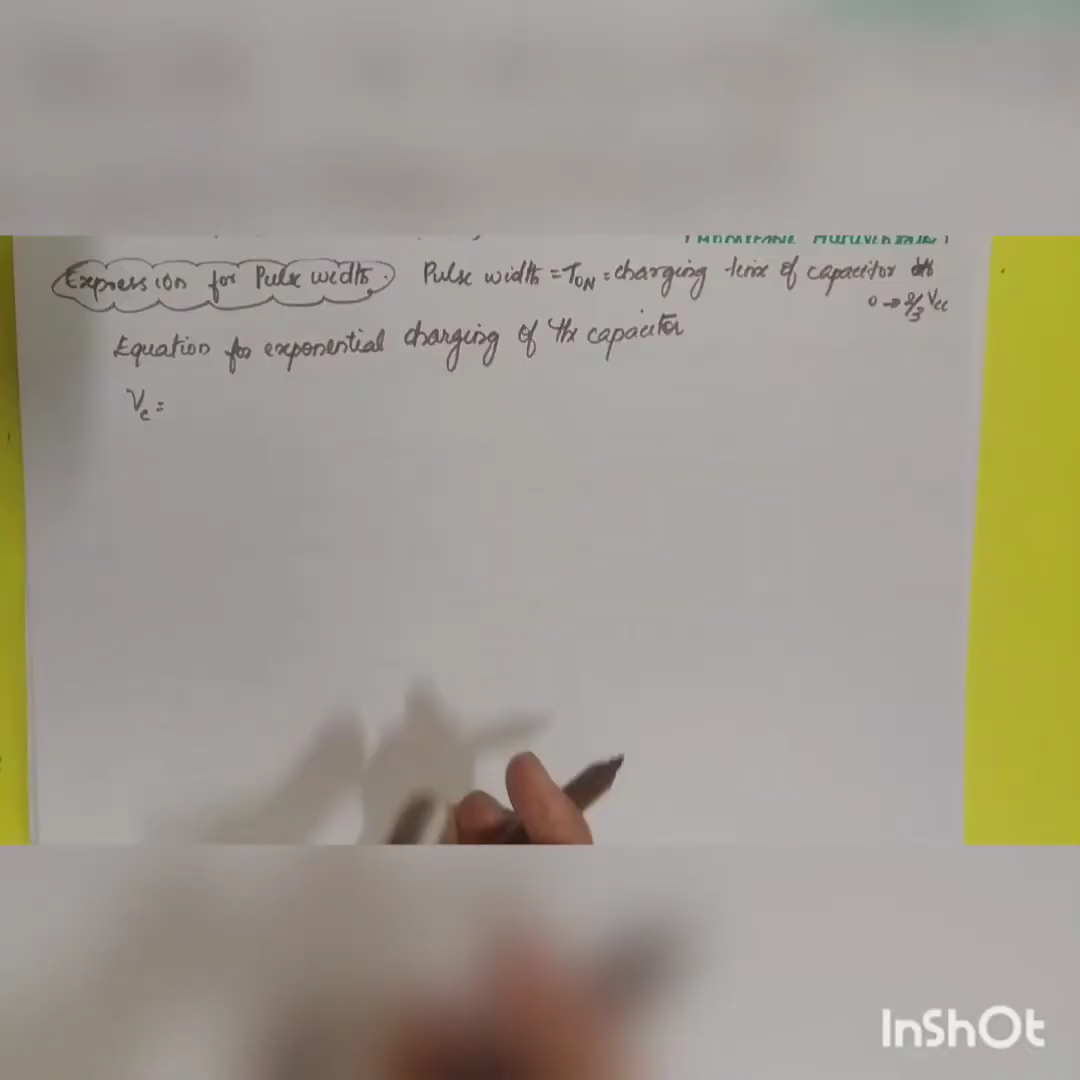 Expression for Pulse width. Pulse width = TON = charging time of capacitor
0 → 2/3 Vcc
Equation for exponential charging of the capacitor
Vc =
InShOt